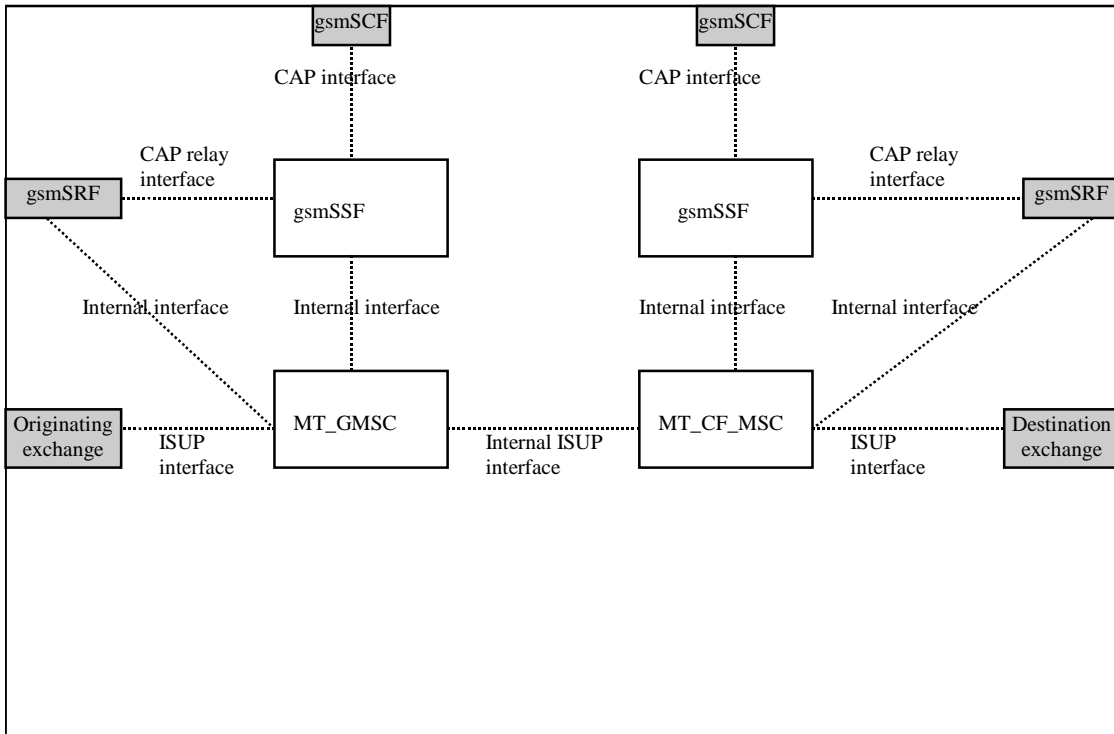 gsmSCF
gsmSCF
CAP interface
CAP interface
CAP relay
interface
CAP relay
interface
gsmSRF
gsmSSF
gsmSSF
gsmSRF
Internal interface
Internal interface
Internal interface
Internal interface
Originating
exchange
ISUP
interface
MT_GMSC
Internal ISUP
interface
MT_CF_MSC
ISUP
interface
Destination
exchange